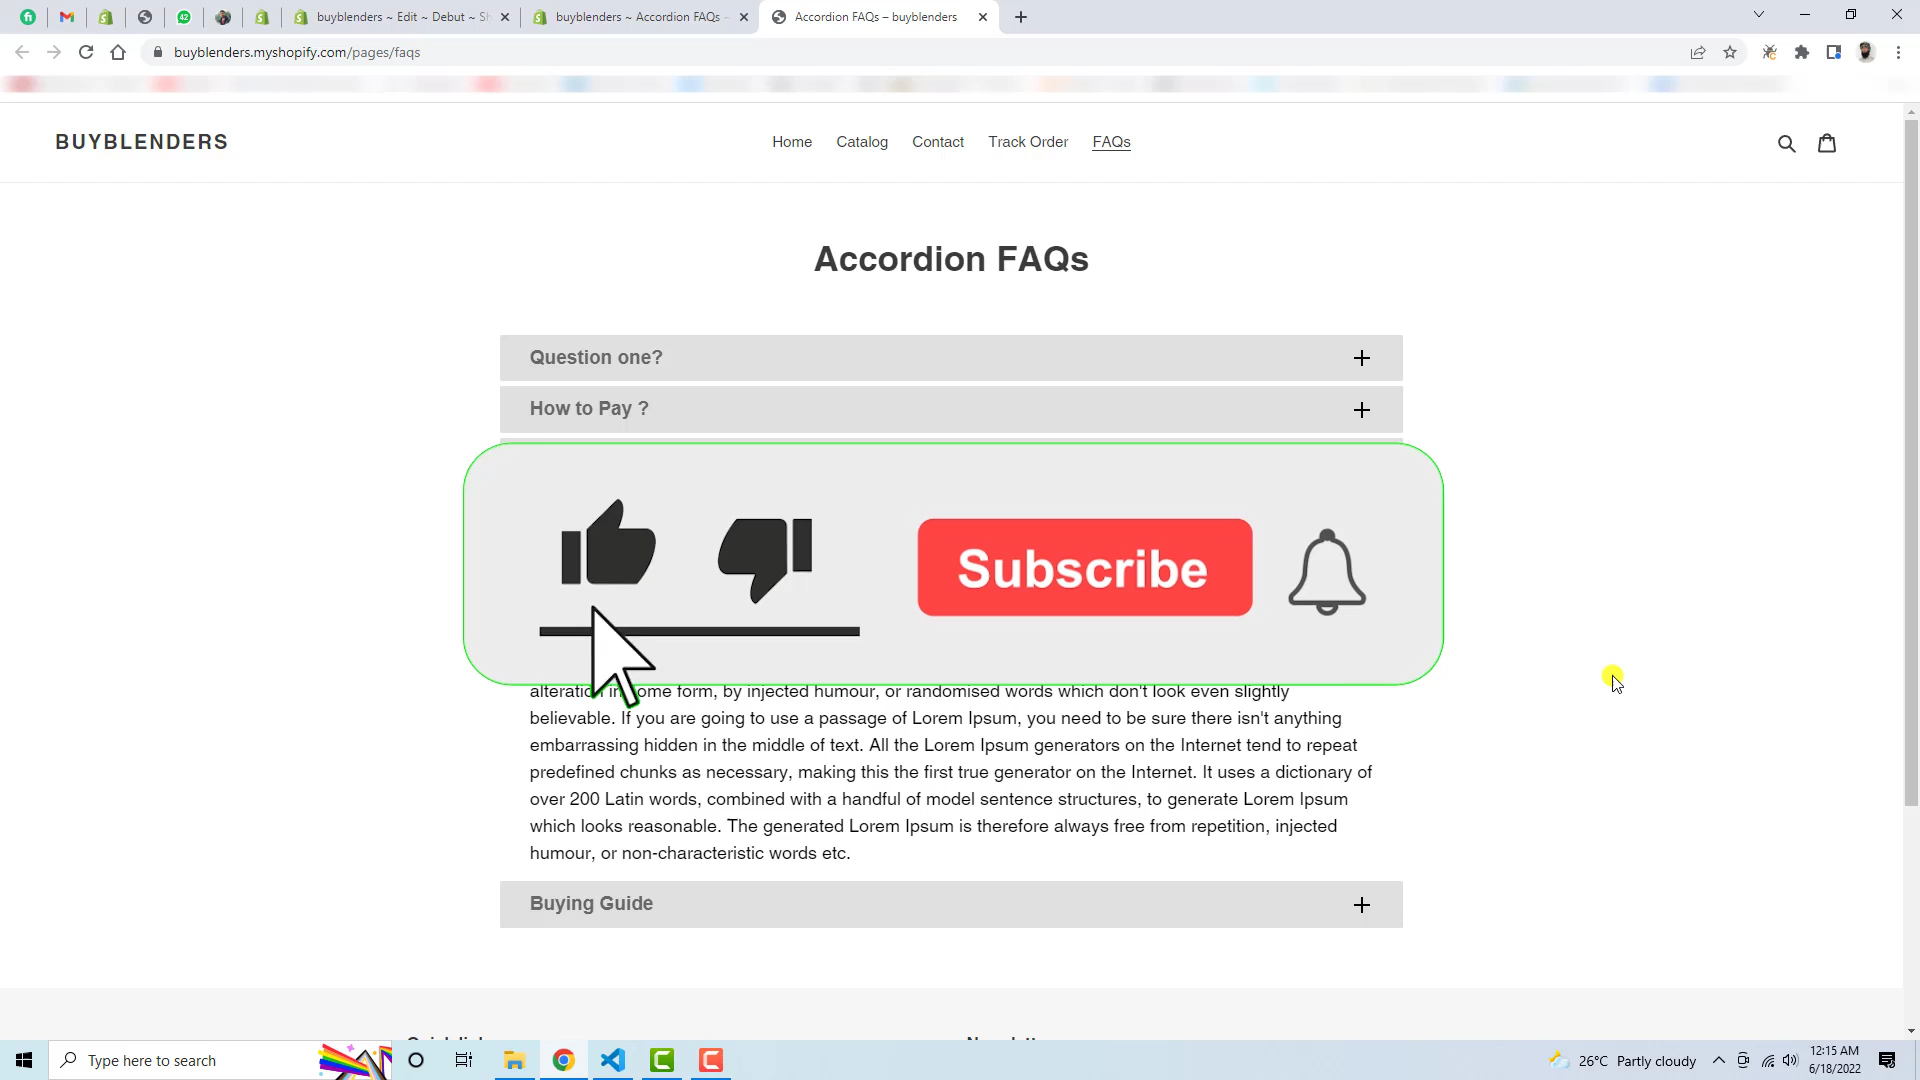 buyblenders ~ Edit ~ Debut ~ S
buyblenders ~ Accordion FAQs
Accordion FAQs – buyblenders
buyblenders.myshopify.com/pages/faqs
BUYBLENDERS
Home
Catalog
Contact
Track Order
FAQs
Accordion FAQs
Question one?
How to Pay ?
Subscribe
alteration in some form, by injected humour, or randomised words which don't look even slightly
believable. If you are going to use a passage of Lorem Ipsum, you need to be sure there isn't anything
embarrassing hidden in the middle of text. All the Lorem Ipsum generators on the Internet tend to repeat
predefined chunks as necessary, making this the first true generator on the Internet. It uses a dictionary of
over 200 Latin words, combined with a handful of model sentence structures, to generate Lorem Ipsum
which looks reasonable. The generated Lorem Ipsum is therefore always free from repetition, injected
humour, or non-characteristic words etc.
Buying Guide
Type here to search
26°C Partly cloudy
12:15 AM
6/18/2022